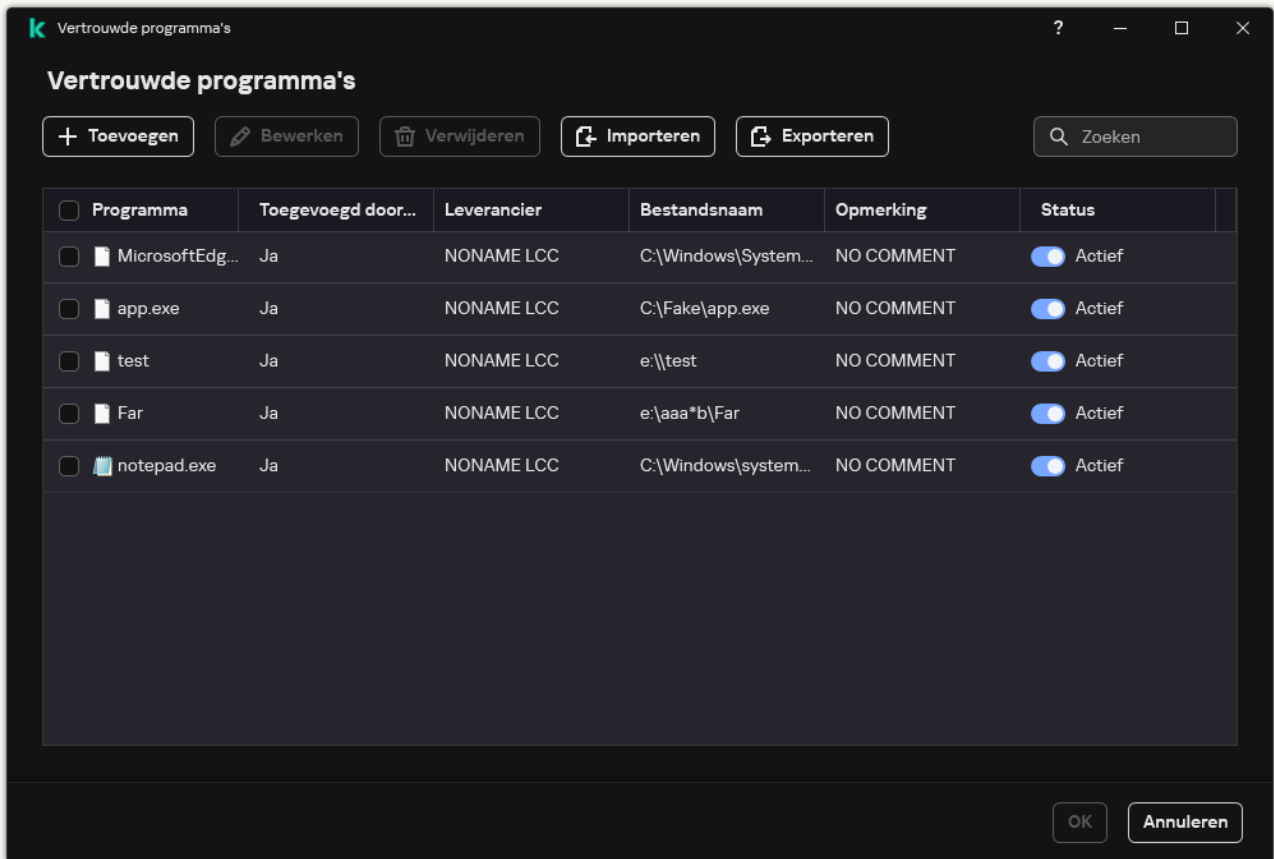 Vertrouwde programma's
?
Vertrouwde programma's
Toevoegen Bewerken Verwijderen Importeren Exporteren Zoeken
Programma Toegevoegd door... Leverancier Bestandsnaam Opmerking Status
MicrosoftEdg... Ja NONAME LCC C:\Windows\System... NO COMMENT Actief
app.exe Ja NONAME LCC C:\Fake\app.exe NO COMMENT Actief
test Ja NONAME LCC e:\\test NO COMMENT Actief
Far Ja NONAME LCC e:\aaa*b\Far NO COMMENT Actief
notepad.exe Ja NONAME LCC C:\Windows\system... NO COMMENT Actief
OK Annuleren